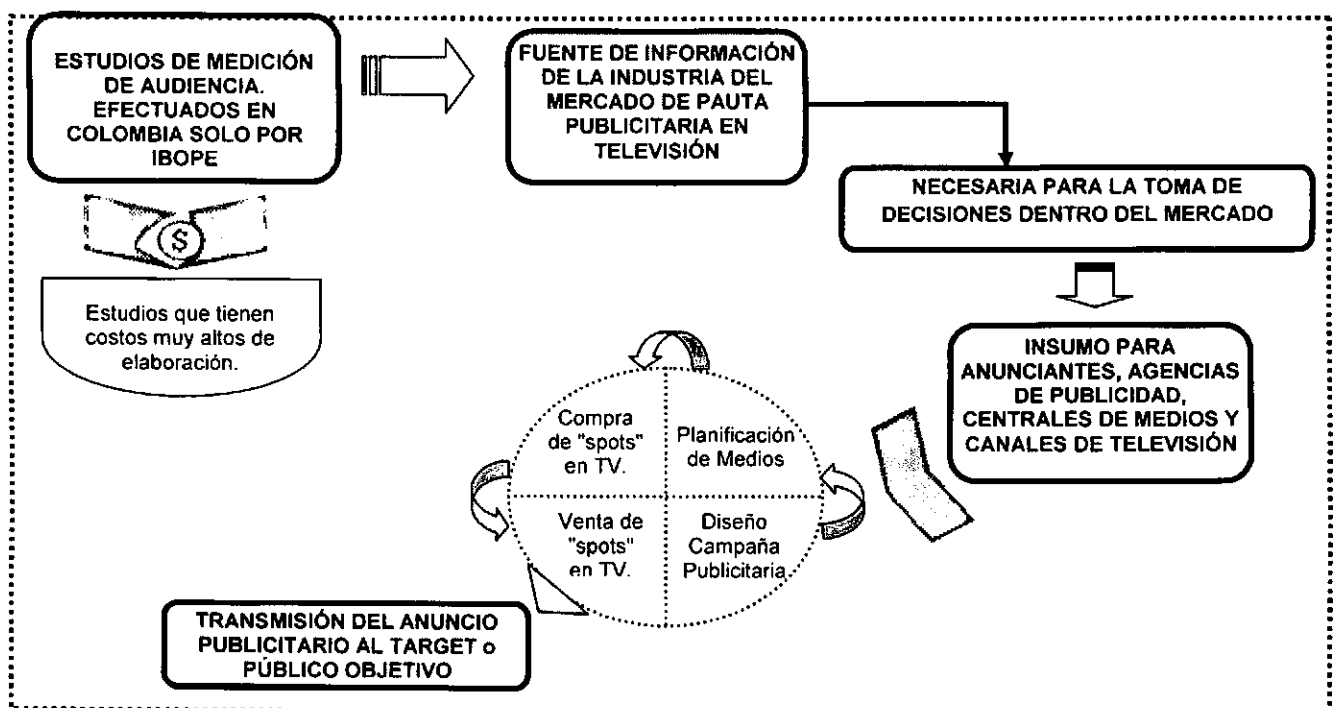 ESTUDIOS DE MEDICIÓN
DE AUDIENCIA.
EFECTUADOS EN
COLOMBIA SOLO POR
IBOPE
FUENTE DE INFORMACIÓN
DE LA INDUSTRIA DEL
MERCADO DE PAUTA
PUBLICITARIA EN
TELEVISIÓN
NECESARIA PARA LA TOMA DE
DECISIONES DENTRO DEL MERCADO
$
Estudios que tienen
costos muy altos de
elaboración.
INSUMO PARA
ANUNCIANTES, AGENCIAS
DE PUBLICIDAD,
CENTRALES DE MEDIOS Y
CANALES DE TELEVISIÓN
Compra
de "spots"
en TV.
Planificación
de Medios
Venta de
"spots"
en TV.
Diseño
Campaña
Publicitaria
TRANSMISIÓN DEL ANUNCIO
PUBLICITARIO AL TARGET o
PÚBLICO OBJETIVO